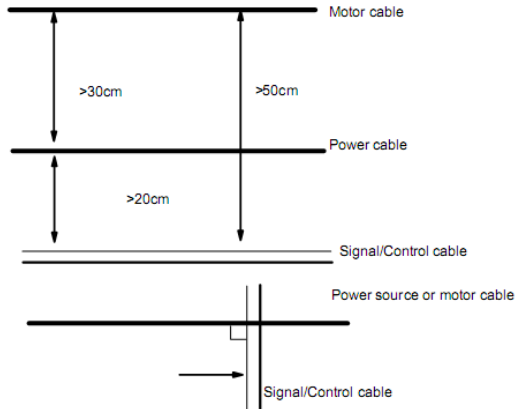 Motor cable
>30cm
>50cm
Power cable
>20cm
Signal/Control cable
Power source or motor cable
Signal/Control cable